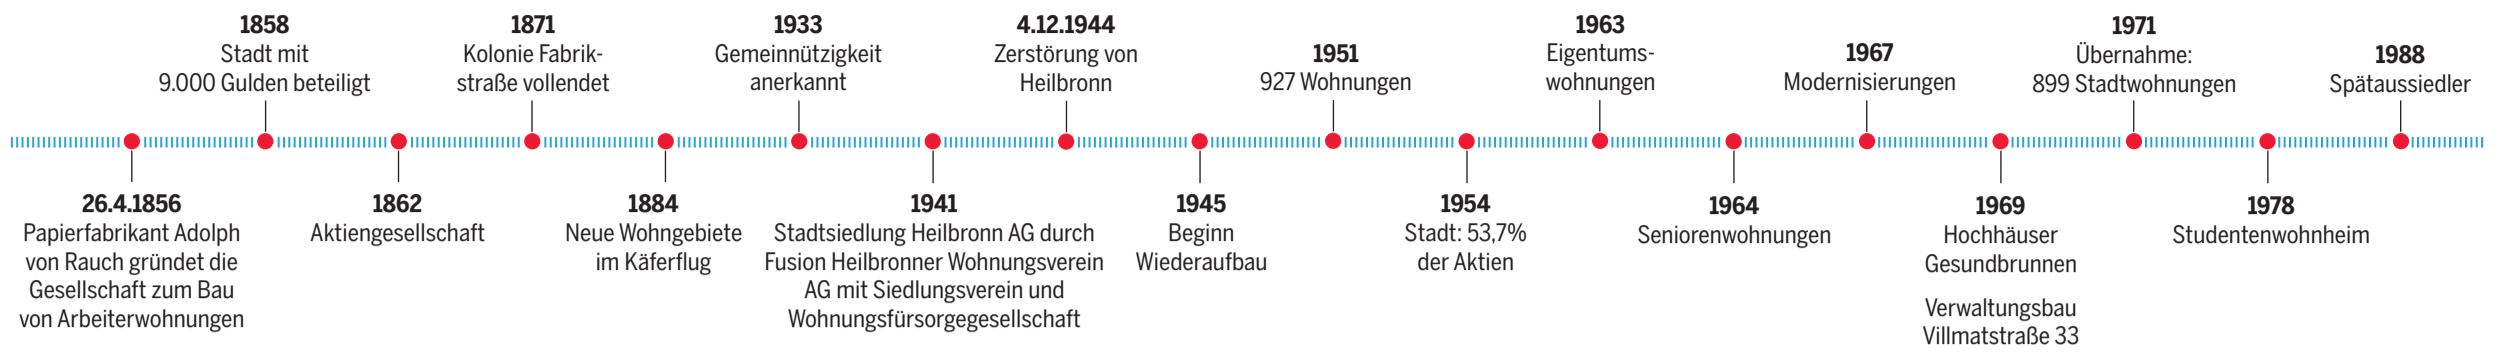 26.4.1856
Papierfabrikant Adolph
von Rauch gründet die
Gesellschaft zum Bau
von Arbeiterwohnungen
1858
Stadt mit
9.000 Gulden beteiligt
1862
Aktiengesellschaft
1871
Kolonie Fabrik-
straße vollendet
1884
Neue Wohngebiete
im Käferflug
1933
Gemeinnützigkeit
anerkannt
1941
Stadtsiedlung Heilbronn AG durch
Fusion Heilbronner Wohnungsverein
AG mit Siedlungsverein und
Wohnungsfürsorgegesellschaft
4.12.1944
Zerstörung von
Heilbronn
1945
Beginn
Wiederaufbau
1951
927 Wohnungen
1954
Stadt: 53,7%
der Aktien
1963
Eigentums-
wohnungen
1964
Seniorenwohnungen
1967
Modernisierungen
1969
Hochhäuser
Gesundbrunnen
Verwaltungsbau
Villmatstraße 33
1971
Übernahme:
899 Stadtwohnungen
1978
Studentenwohnheim
1988
Spätaussiedler